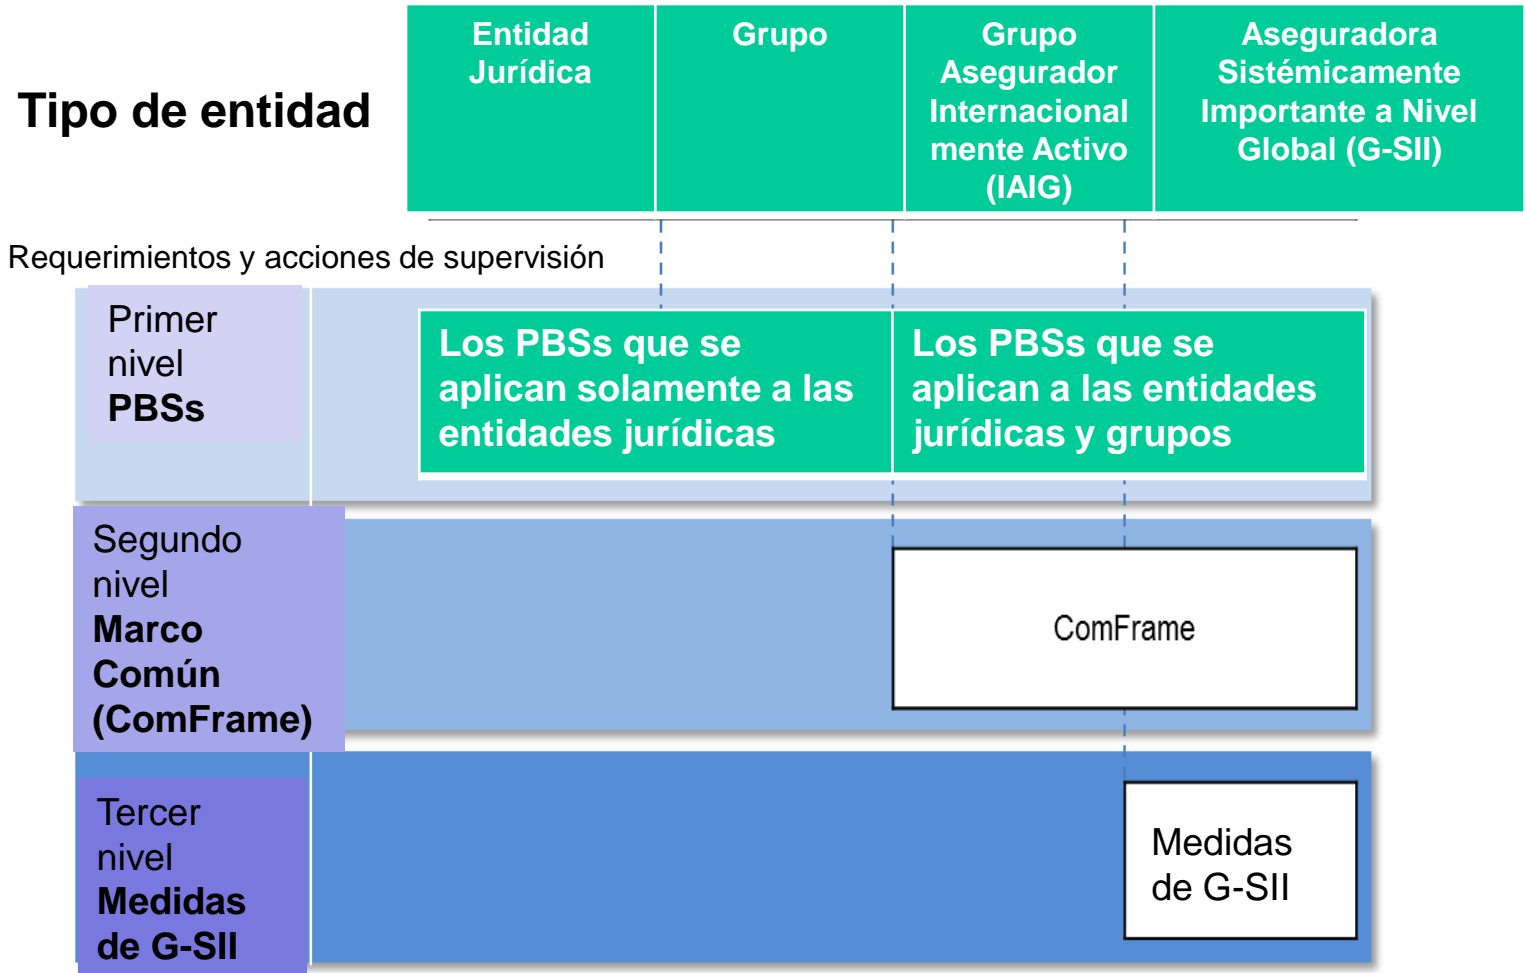 Tipo de entidad
Entidad
Jurídica
Grupo
Grupo
Asegurador
Internacional
mente Activo
(IAIG)
Aseguradora
Sistémicamente
Importante a Nivel
Global (G-SII)
Requerimientos y acciones de supervisión
Primer
nivel
PBSs
Los PBSs que se
aplican solamente a las
entidades jurídicas
Los PBSs que se
aplican a las entidades
jurídicas y grupos
Segundo
nivel
Marco
Común
(ComFrame)
ComFrame
Tercer
nivel
Medidas
de G-SII
Medidas
de G-SII